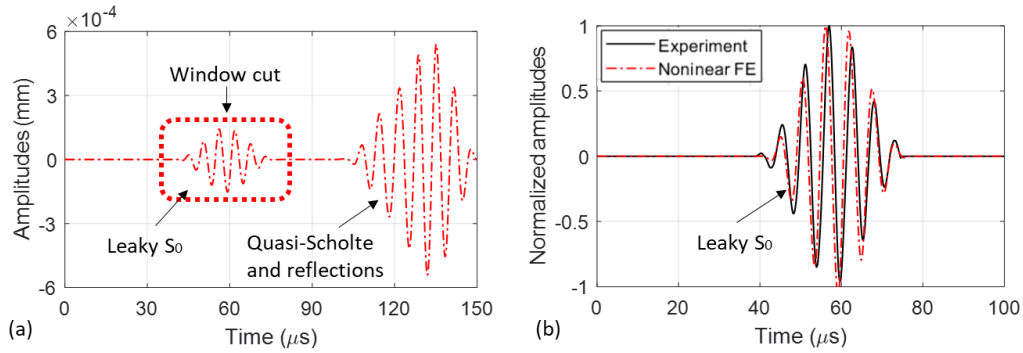 ×10⁻⁴
6
3
0
-3
-6
Amplitudes (mm)
Window cut
Leaky S₀
Quasi-Scholte
and reflections
0
30
60
90
120
150
Time (μs)
(a)
1
0.5
0
-0.5
-1
Normalized amplitudes
Experiment
Noninear FE
Leaky S₀
0
20
40
60
80
100
Time (μs)
(b)